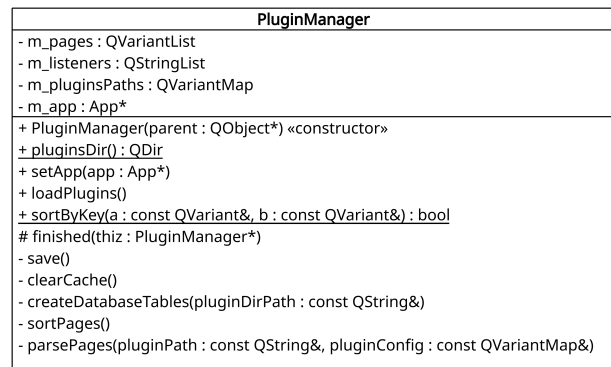 PluginManager
- m_pages : QVariantList
- m_listeners : QStringList
- m_pluginsPaths : QVariantMap
- m_app : App*
+ PluginManager(parent : QObject*) «constructor»
+ pluginsDir() : QDir
+ setApp(app : App*)
+ loadPlugins()
+ sortByKey(a : const QVariant&, b : const QVariant&) : bool
# finished(thiz : PluginManager*)
- save()
- clearCache()
- createDatabaseTables(pluginDirPath : const QString&)
- sortPages()
- parsePages(pluginPath : const QString&, pluginConfig : const QVariantMap&)